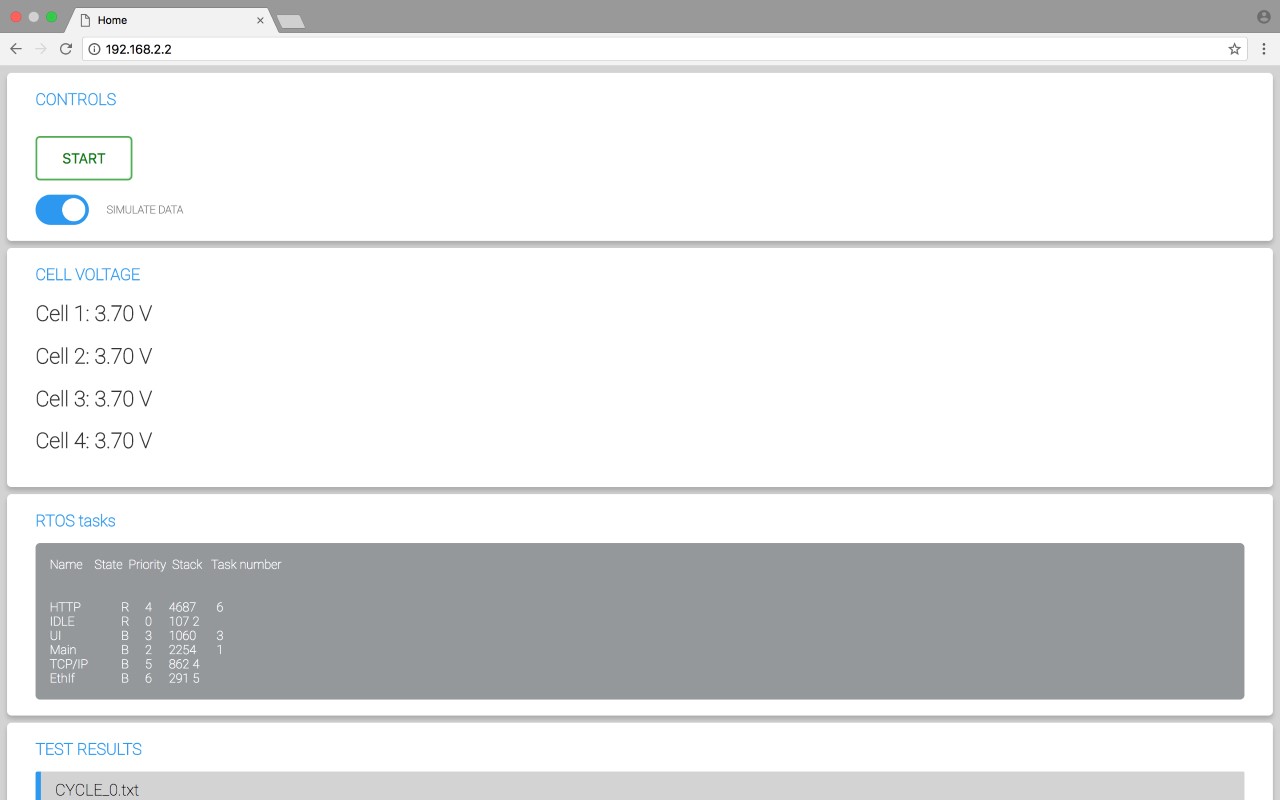 Home
192.168.2.2
CONTROLS
START
SIMULATE DATA
CELL VOLTAGE
Cell 1: 3.70 V
Cell 2: 3.70 V
Cell 3: 3.70 V
Cell 4: 3.70 V
RTOS tasks
Name State Priority Stack Task number
HTTP R 4 4687 6
IDLE R 0 107 2
UI B 3 1060 3
Main B 2 2254 1
TCP/IP B 5 862 4
EthIf B 6 291 5
TEST RESULTS
CYCLE_0.txt